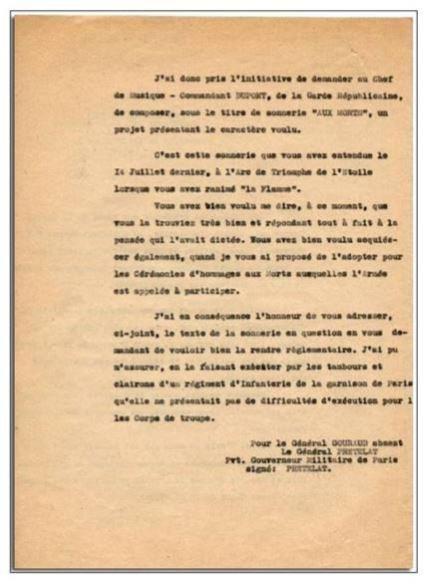 J'ai donc pris l'initiative de demander au Chef
de Musique - Commandant DUPONT, de la Garde Républicaine,
de composer, sous le titre de sonnerie "AUX MORTS", un
projet présentant le caractère voulu.
C'est cette sonnerie que vous avez entendue le
14 Juillet dernier, à l'Arc de Triomphe de l'Etoile
lorsque vous avez ranimé "la Flamme".
Vous avez bien voulu me dire, à ce moment, que
vous la trouviez très bien et répondant tout à fait à la
pensée qui l'avait dictée. Vous avez bien voulu acquiés-
cer également, quand je vous ai proposé de l'adopter pour
les Cérémonies d'hommages aux Morts auxquelles l'Armée
est appelée à participer.
J'ai en conséquence l'honneur de vous adresser,
ci-joint, le texte de la sonnerie en question en vous de-
mandant de vouloir bien la rendre réglementaire. J'ai pu
m'assurer, en la faisant exécuter par les tambours et
clairons d'un régiment d'Infanterie de la garnison de Paris
qu'elle ne présentait pas de difficultés d'exécution pour l
les Corps de troupe.
Pour le Général GOURAUD absent
Le Général PRETELAT
Pvt. Gouverneur Militaire de Paris
signé: PRETELAT.